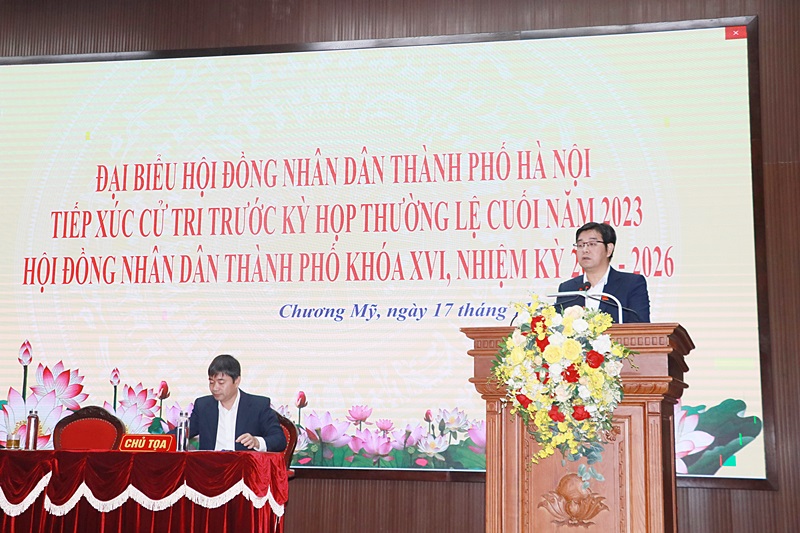 ĐẠI BIỂU HỘI ĐỒNG NHÂN DÂN THÀNH PHỐ HÀ NỘI
TIẾP XÚC CỬ TRI TRƯỚC KỲ HỌP THƯỜNG LỆ CUỐI NĂM 2023
HỘI ĐỒNG NHÂN DÂN THÀNH PHỐ KHÓA XVI, NHIỆM KỲ - 2026
Chương Mỹ, ngày 17 tháng
CHỦ TỌA